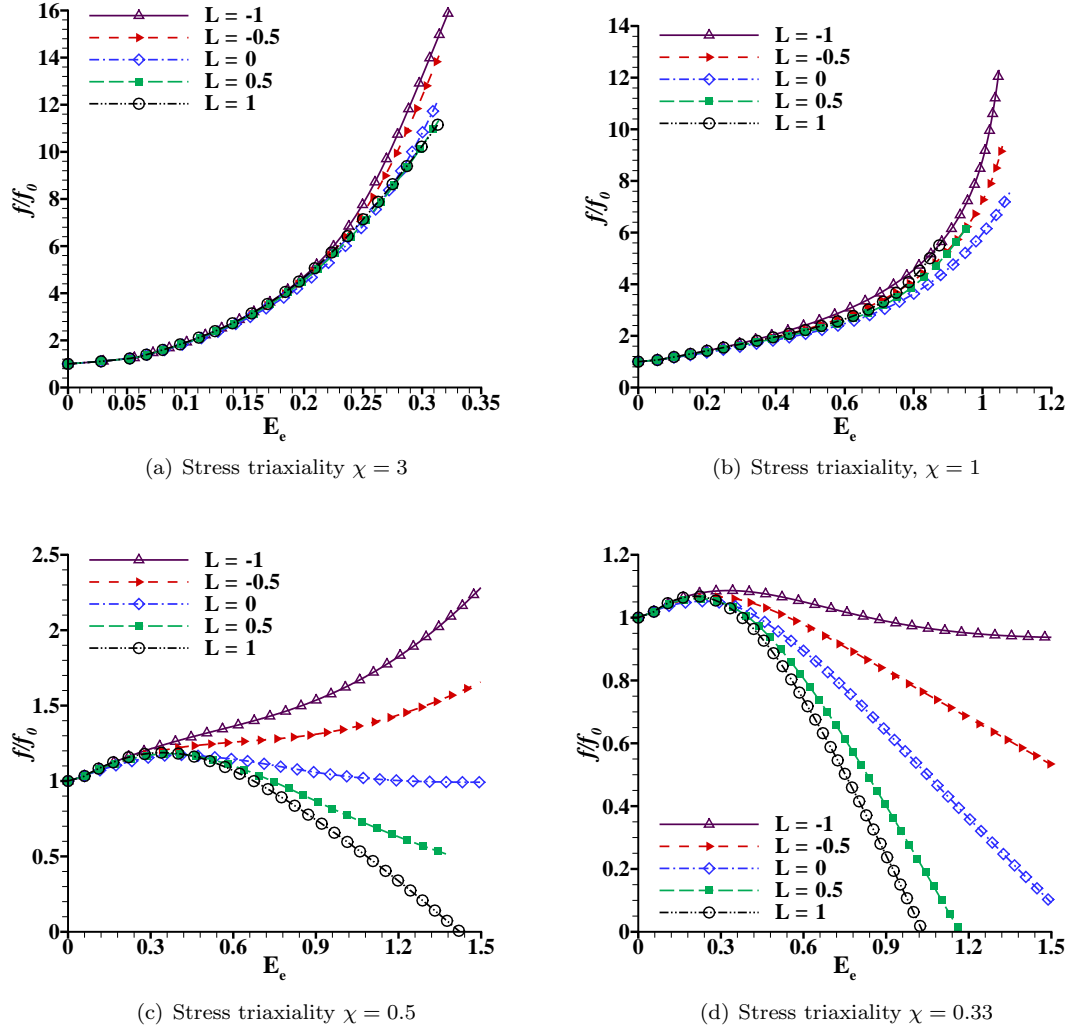 16
14
12
10
8
6
4
2
0
f/f₀
L = -1
L = -0.5
L = 0
L = 0.5
L = 1
0 0.05 0.1 0.15 0.2 0.25 0.3 0.35
Eₑ
(a) Stress triaxiality χ = 3
14
12
10
8
6
4
2
0
f/f₀
L = -1
L = -0.5
L = 0
L = 0.5
L = 1
0 0.2 0.4 0.6 0.8 1 1.2
Eₑ
(b) Stress triaxiality, χ = 1
2.5
2
1.5
1
0.5
0
f/f₀
L = -1
L = -0.5
L = 0
L = 0.5
L = 1
0 0.3 0.6 0.9 1.2 1.5
Eₑ
(c) Stress triaxiality χ = 0.5
1.2
1
0.8
0.6
0.4
0.2
0
f/f₀
L = -1
L = -0.5
L = 0
L = 0.5
L = 1
0 0.3 0.6 0.9 1.2 1.5
Eₑ
(d) Stress triaxiality χ = 0.33